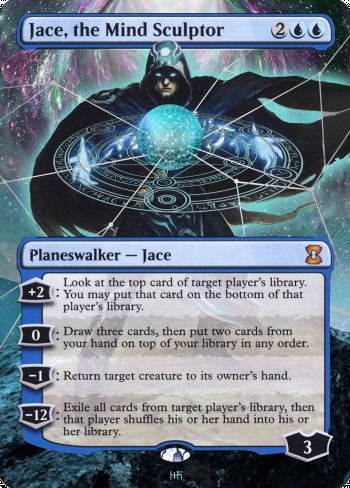 Jace, the Mind Sculptor 2
Planeswalker — Jace
+2 : Look at the top card of target player's library.
You may put that card on the bottom of that
player's library.
0 : Draw three cards, then put two cards from
your hand on top of your library in any order.
-1 : Return target creature to its owner's hand.
-12 : Exile all cards from target player's library, then
that player shuffles his or her hand into his or
her library.
3